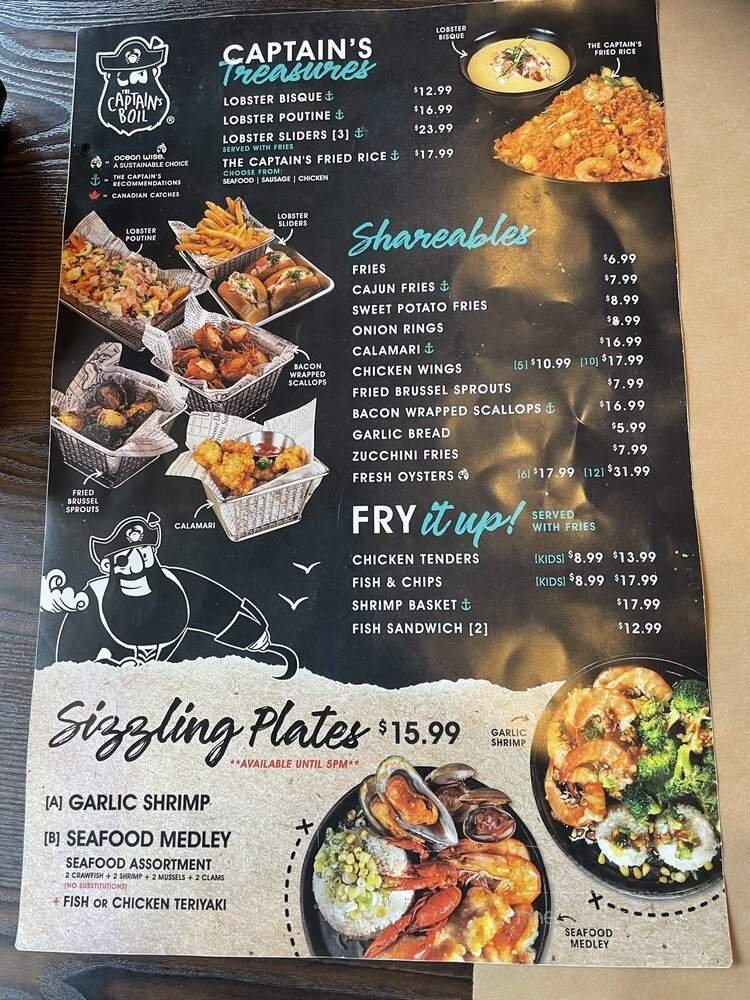 THE
CAPTAIN'S
BOIL®
= ocean wise.
A SUSTAINABLE CHOICE
= THE CAPTAIN'S
RECOMMENDATIONS
= CANADIAN CATCHES
CAPTAIN'S
Treasures
LOBSTER BISQUE $12.99
LOBSTER POUTINE $16.99
LOBSTER SLIDERS [3] $23.99
SERVED WITH FRIES
THE CAPTAIN'S FRIED RICE $17.99
CHOOSE FROM:
SEAFOOD | SAUSAGE | CHICKEN
LOBSTER
BISQUE
THE CAPTAIN'S
FRIED RICE
LOBSTER
POUTINE
LOBSTER
SLIDERS
BACON
WRAPPED
SCALLOPS
FRIED
BRUSSEL
SPROUTS
CALAMARI
Shareables
FRIES $6.99
CAJUN FRIES $7.99
SWEET POTATO FRIES $8.99
ONION RINGS $8.99
CALAMARI $16.99
CHICKEN WINGS [5] $10.99 [10] $17.99
FRIED BRUSSEL SPROUTS $7.99
BACON WRAPPED SCALLOPS $16.99
GARLIC BREAD $5.99
ZUCCHINI FRIES $7.99
FRESH OYSTERS [6] $17.99 [12] $31.99
FRY it up! SERVED
WITH FRIES
CHICKEN TENDERS [KIDS] $8.99 $13.99
FISH & CHIPS [KIDS] $8.99 $17.99
SHRIMP BASKET $17.99
FISH SANDWICH [2] $12.99
Sizzling Plates $15.99
**AVAILABLE UNTIL 5PM**
[A] GARLIC SHRIMP
[B] SEAFOOD MEDLEY
SEAFOOD ASSORTMENT
2 CRAWFISH + 2 SHRIMP + 2 MUSSELS + 2 CLAMS
[NO SUBSTITUTIONS]
+ FISH OR CHICKEN TERIYAKI
GARLIC
SHRIMP
SEAFOOD
MEDLEY